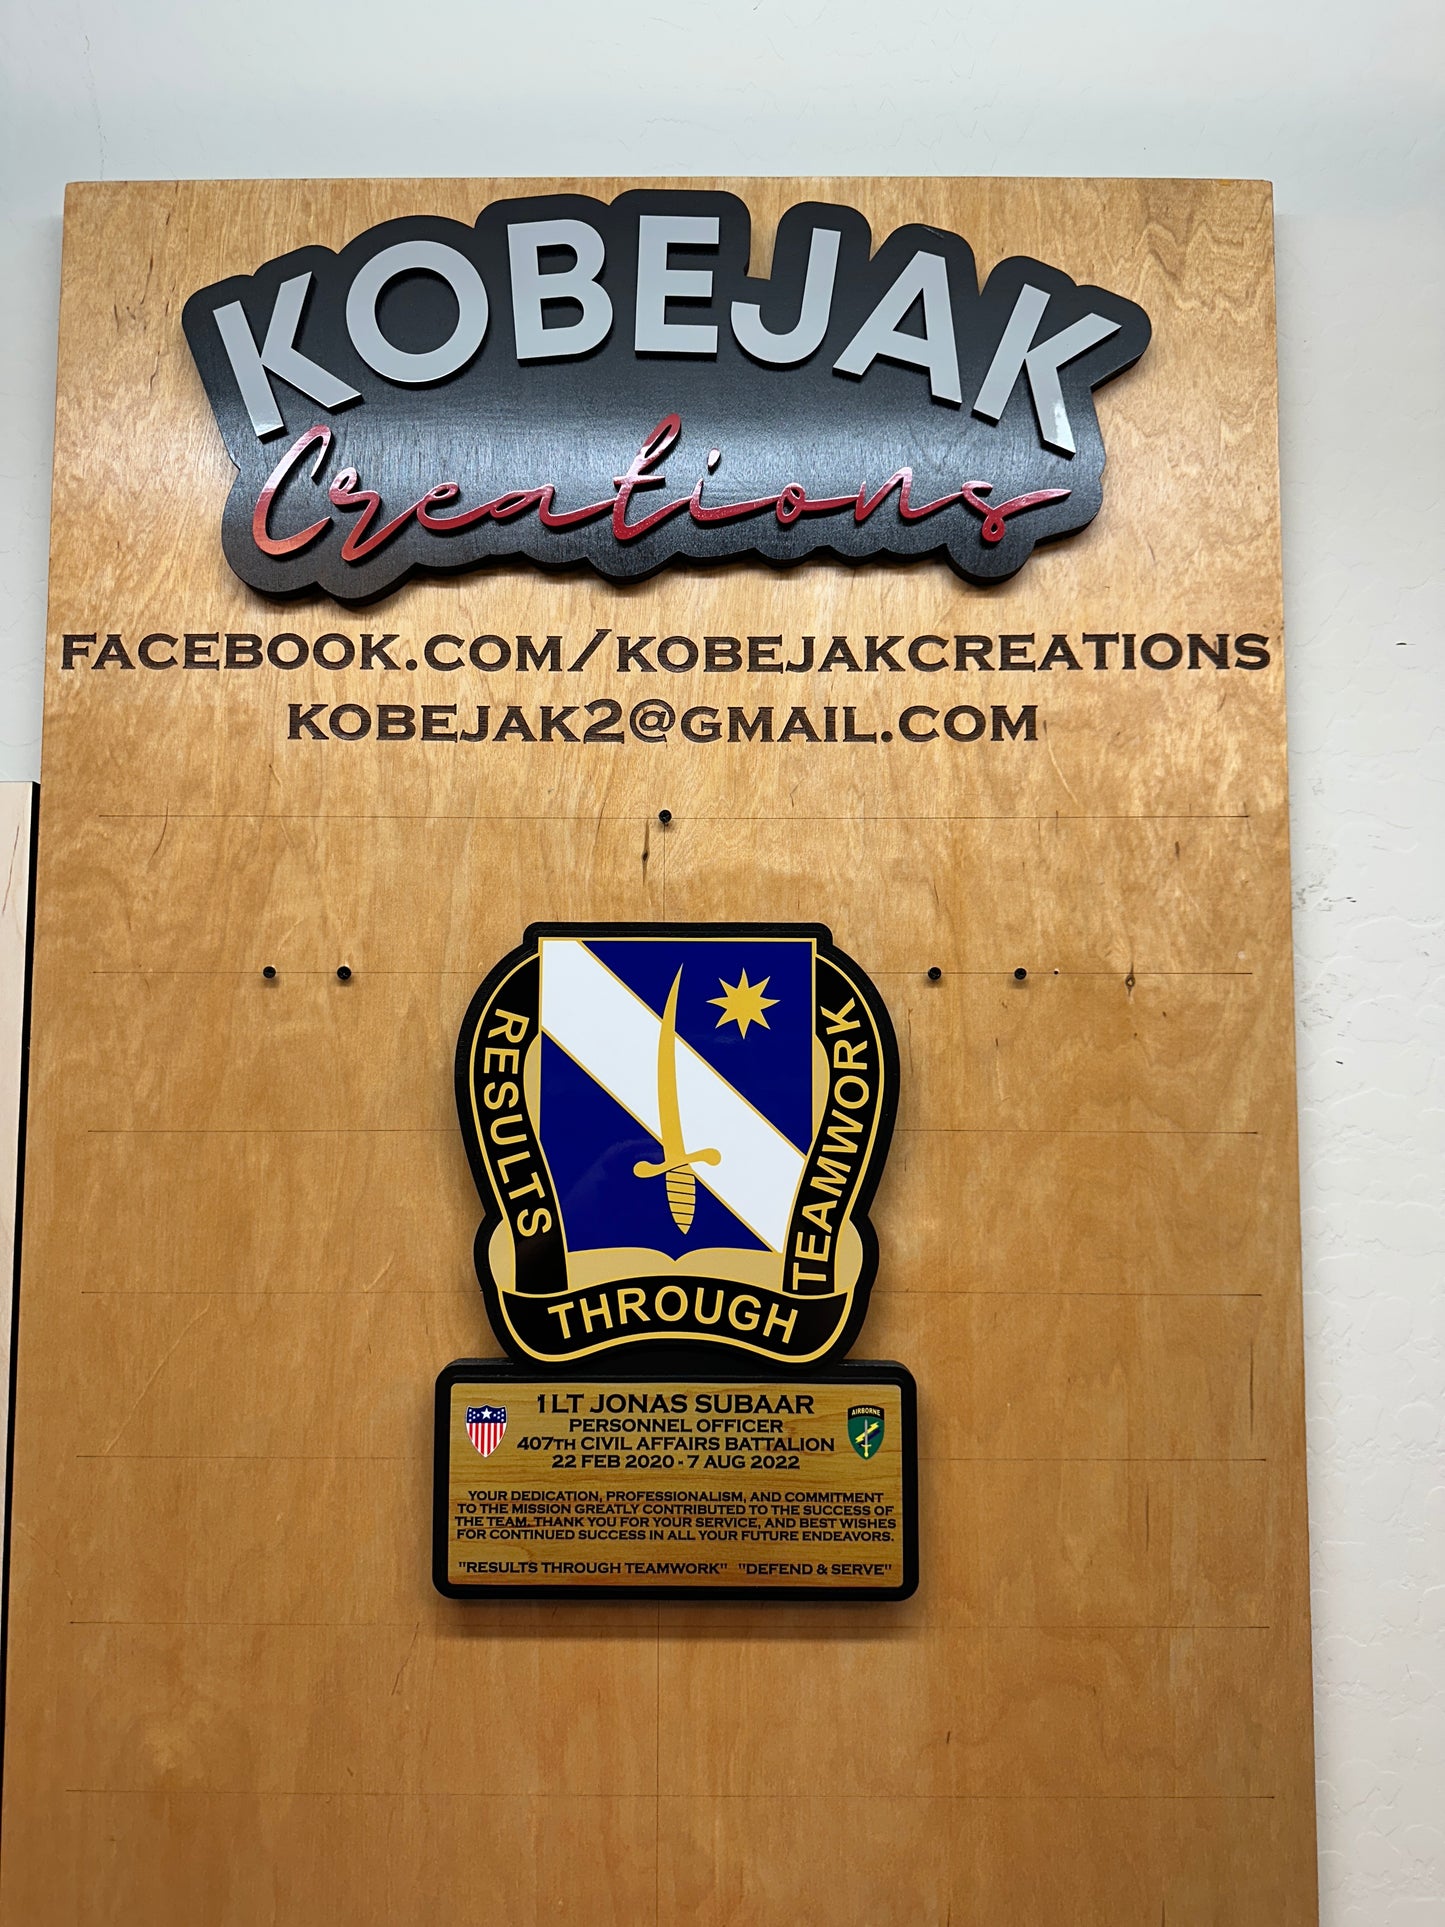 KOBEJAK
Creations
FACEBOOK.COM/KOBEJAKCREATIONS
KOBEJAK2@GMAIL.COM
RESULTS
THROUGH
TEAMWORK
1LT JONAS SUBAAR
PERSONNEL OFFICER
407TH CIVIL AFFAIRS BATTALION
22 FEB 2020 - 7 AUG 2022
AIRBORNE
YOUR DEDICATION, PROFESSIONALISM, AND COMMITMENT
TO THE MISSION GREATLY CONTRIBUTED TO THE SUCCESS OF
THE TEAM. THANK YOU FOR YOUR SERVICE, AND BEST WISHES
FOR CONTINUED SUCCESS IN ALL YOUR FUTURE ENDEAVORS.
"RESULTS THROUGH TEAMWORK" "DEFEND & SERVE"